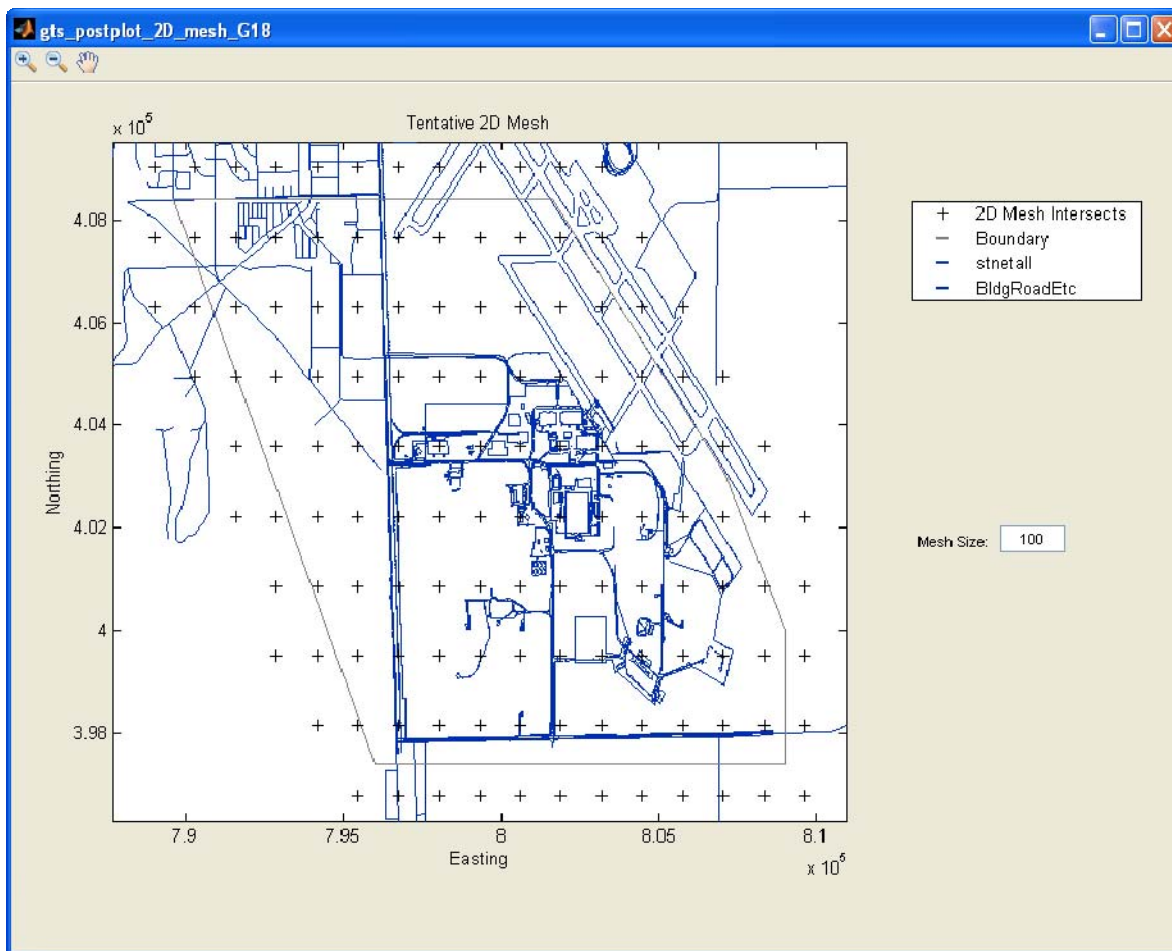 gts_postplot_2D_mesh_G18
Tentative 2D Mesh
x 10^5
4.08
4.06
4.04
4.02
4
3.98
Northing
7.9
7.95
8
8.05
8.1
Easting
x 10^5
2D Mesh Intersects
Boundary
stnetall
BldgRoadEtc
Mesh Size: 100